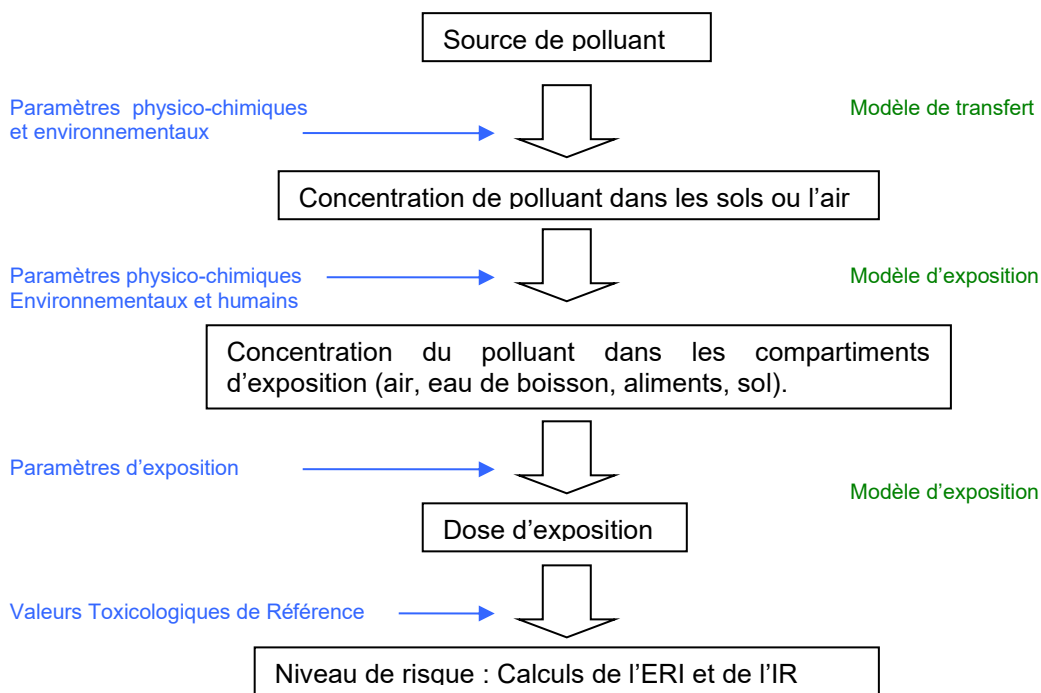 Source de polluant
Paramètres physico-chimiques
et environnementaux
Modèle de transfert
Concentration de polluant dans les sols ou l’air
Paramètres physico-chimiques
Environnementaux et humains
Modèle d’exposition
Concentration du polluant dans les compartiments
d’exposition (air, eau de boisson, aliments, sol).
Paramètres d’exposition
Modèle d’exposition
Dose d’exposition
Valeurs Toxicologiques de Référence
Niveau de risque : Calculs de l’ERI et de l’IR